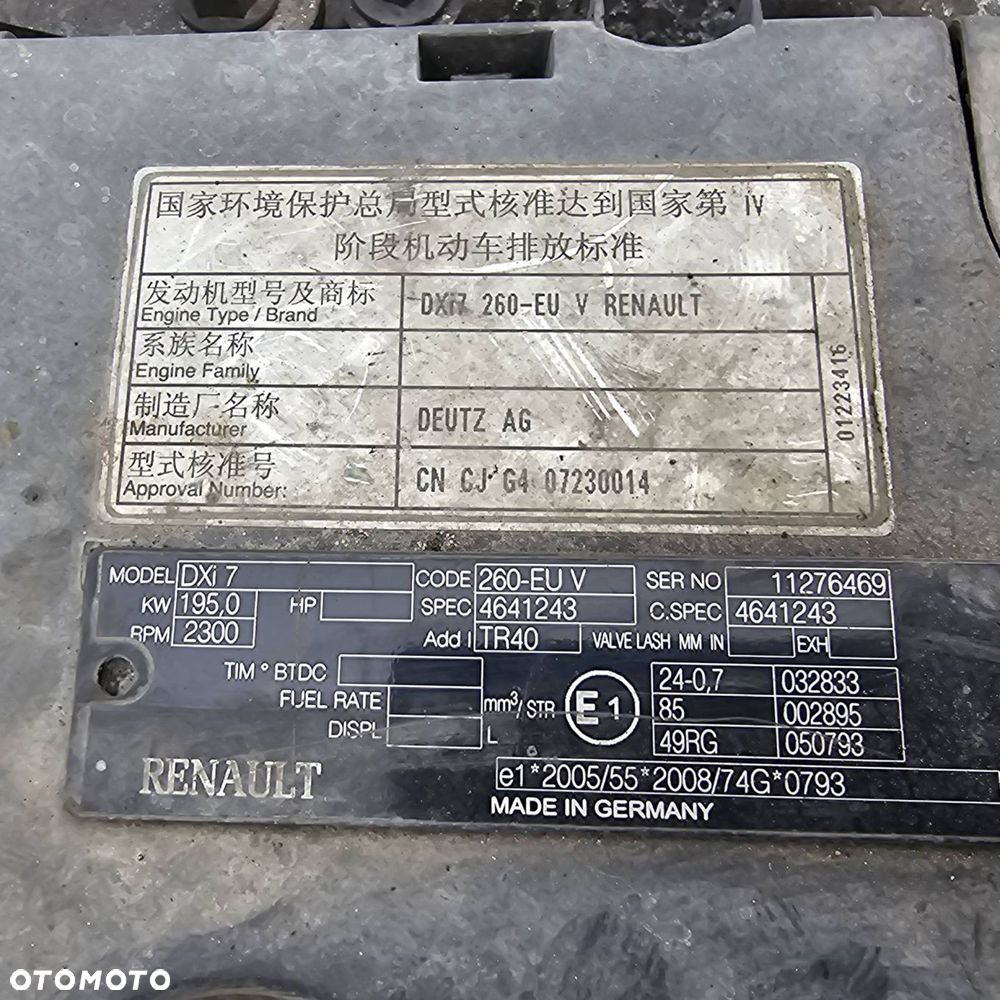 国家环境保护总局型式核准达到国家第 IV
阶段机动车排放标准
发动机型号及商标
Engine Type / Brand
DXi7 260-EU V RENAULT
系族名称
Engine Family
制造厂名称
Manufacturer
DEUTZ AG
型式核准号
Approval Number:
CN CJ G4 07230014
01223416
MODEL DXi 7 CODE 260-EU V SER NO 11276469
KW 195,0 HP SPEC 4641243 C.SPEC 4641243
RPM 2300 Add I TR40 VALVE LASH MM IN EXH
TIM ° BTDC 24-0,7 032833
FUEL RATE mm³/ STR E1 85 002895
DISPL L 49RG 050793
RENAULT e1*2005/55*2008/74G*0793
MADE IN GERMANY
OTOMOTO